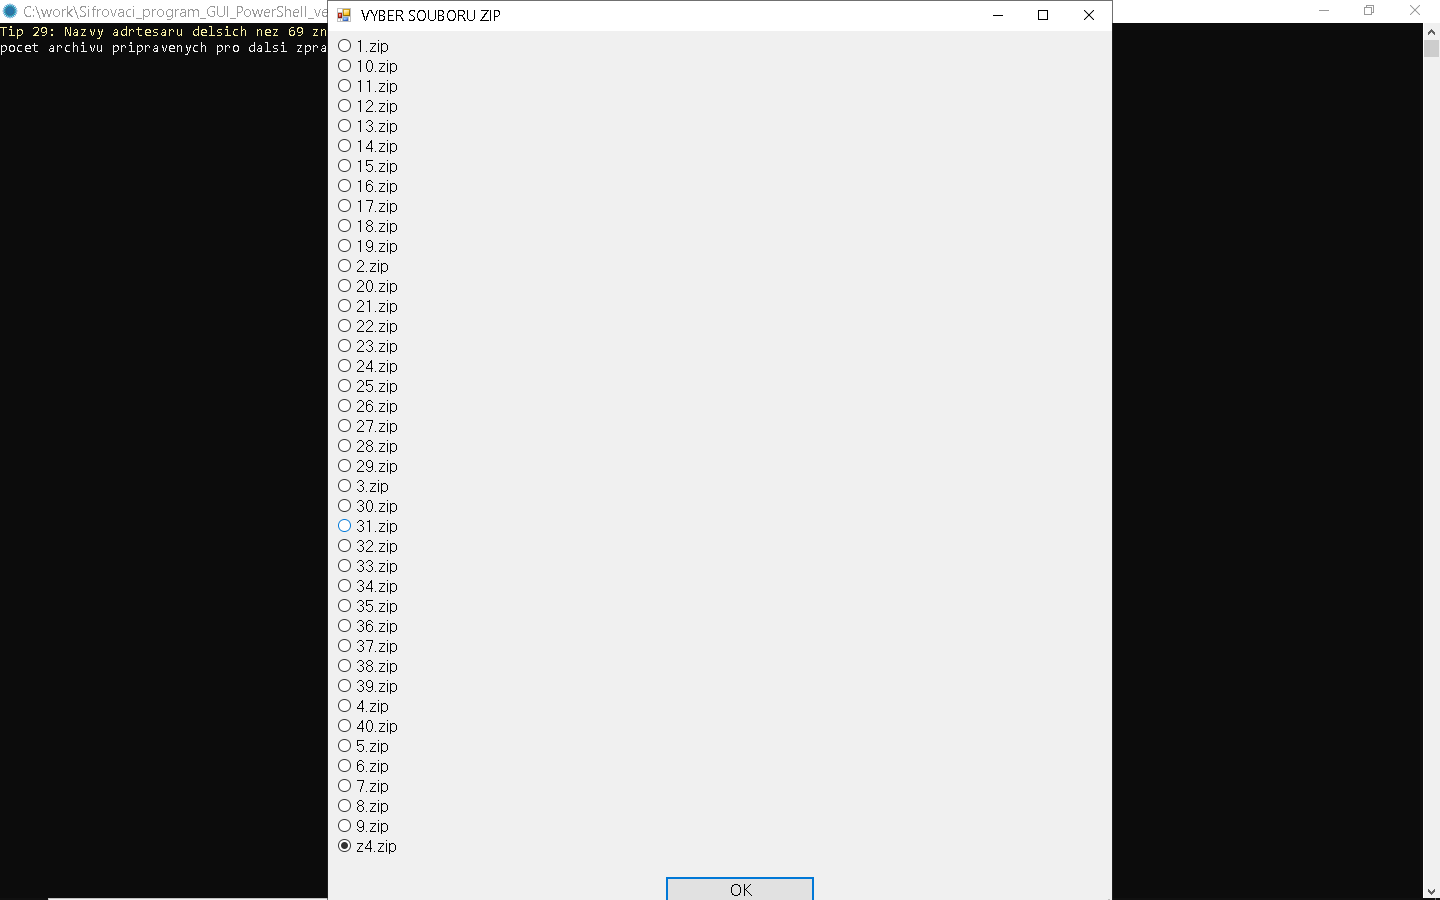 C:\work\Sifrovaci_program_GUI_PowerShell_ve
Tip 29: Nazvy adrtesaru delsich nez 69 zn
pocet archivu pripravenych pro dalsi zpra
VYBER SOUBORU ZIP
1.zip
10.zip
11.zip
12.zip
13.zip
14.zip
15.zip
16.zip
17.zip
18.zip
19.zip
2.zip
20.zip
21.zip
22.zip
23.zip
24.zip
25.zip
26.zip
27.zip
28.zip
29.zip
3.zip
30.zip
31.zip
32.zip
33.zip
34.zip
35.zip
36.zip
37.zip
38.zip
39.zip
4.zip
40.zip
5.zip
6.zip
7.zip
8.zip
9.zip
z4.zip
OK